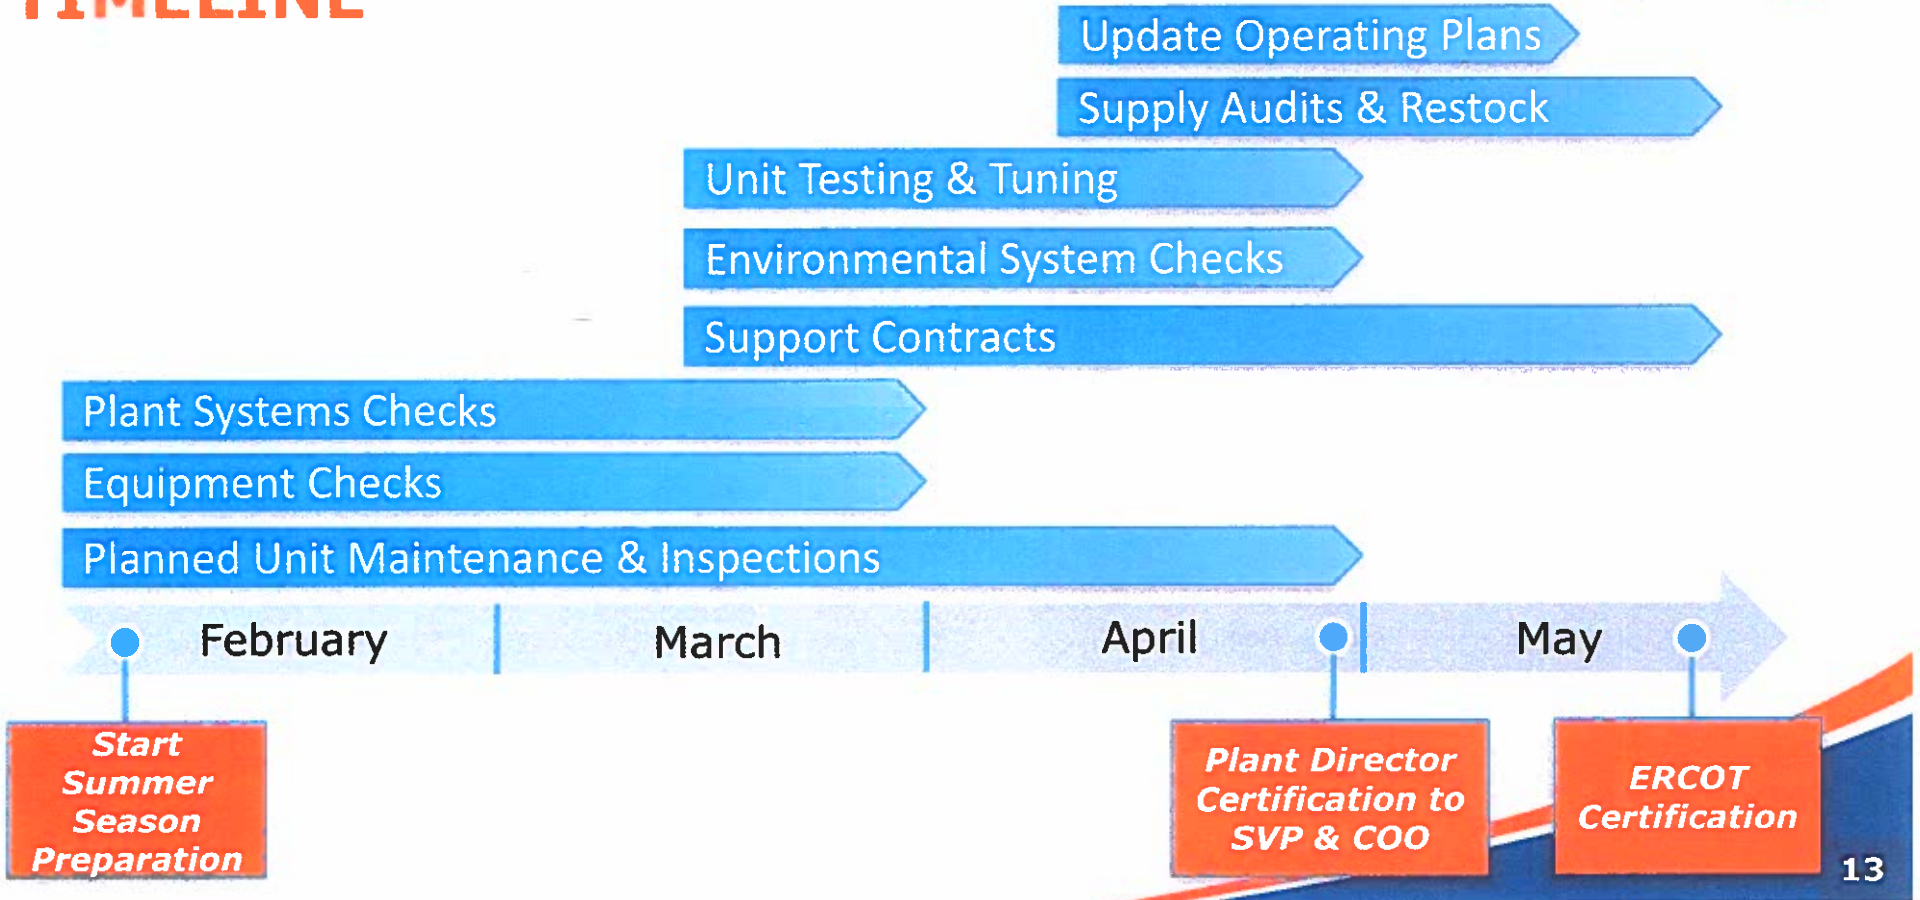 TIMELINE
Update Operating Plans
Supply Audits & Restock
Unit Testing & Tuning
Environmental System Checks
Support Contracts
Plant Systems Checks
Equipment Checks
Planned Unit Maintenance & Inspections
February
March
April
May
Start
Summer
Season
Preparation
Plant Director
Certification to
SVP & COO
ERCOT
Certification
13